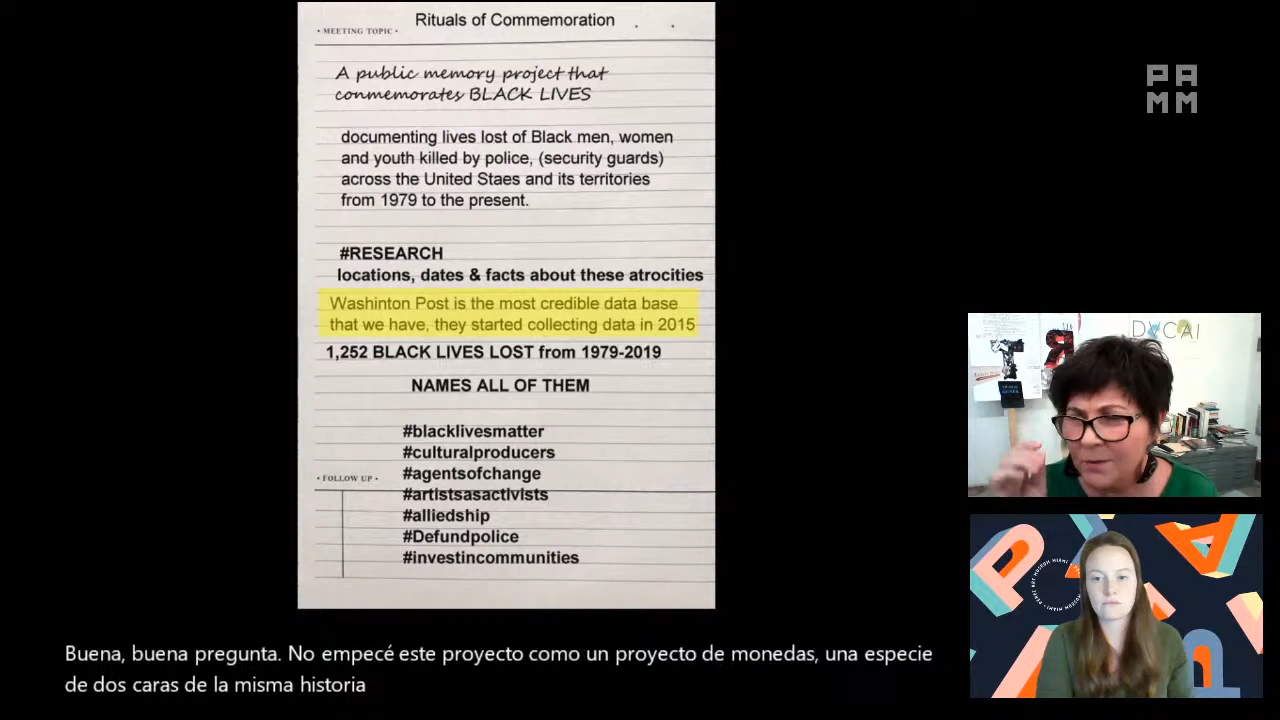 Rituals of Commemoration
• MEETING TOPIC •
A public memory project that
conmemorates BLACK LIVES
documenting lives lost of Black men, women
and youth killed by police, (security guards)
across the United Staes and its territories
from 1979 to the present.
#RESEARCH
locations, dates & facts about these atrocities
Washinton Post is the most credible data base
that we have, they started collecting data in 2015
1,252 BLACK LIVES LOST from 1979-2019
NAMES ALL OF THEM
#blacklivesmatter
#culturalproducers
#agentsofchange
• FOLLOW UP •
#artistsasactivists
#alliedship
#Defundpolice
#investincommunities
PA
MM
DVCAI
Buena, buena pregunta. No empecé este proyecto como un proyecto de monedas, una especie
de dos caras de la misma historia